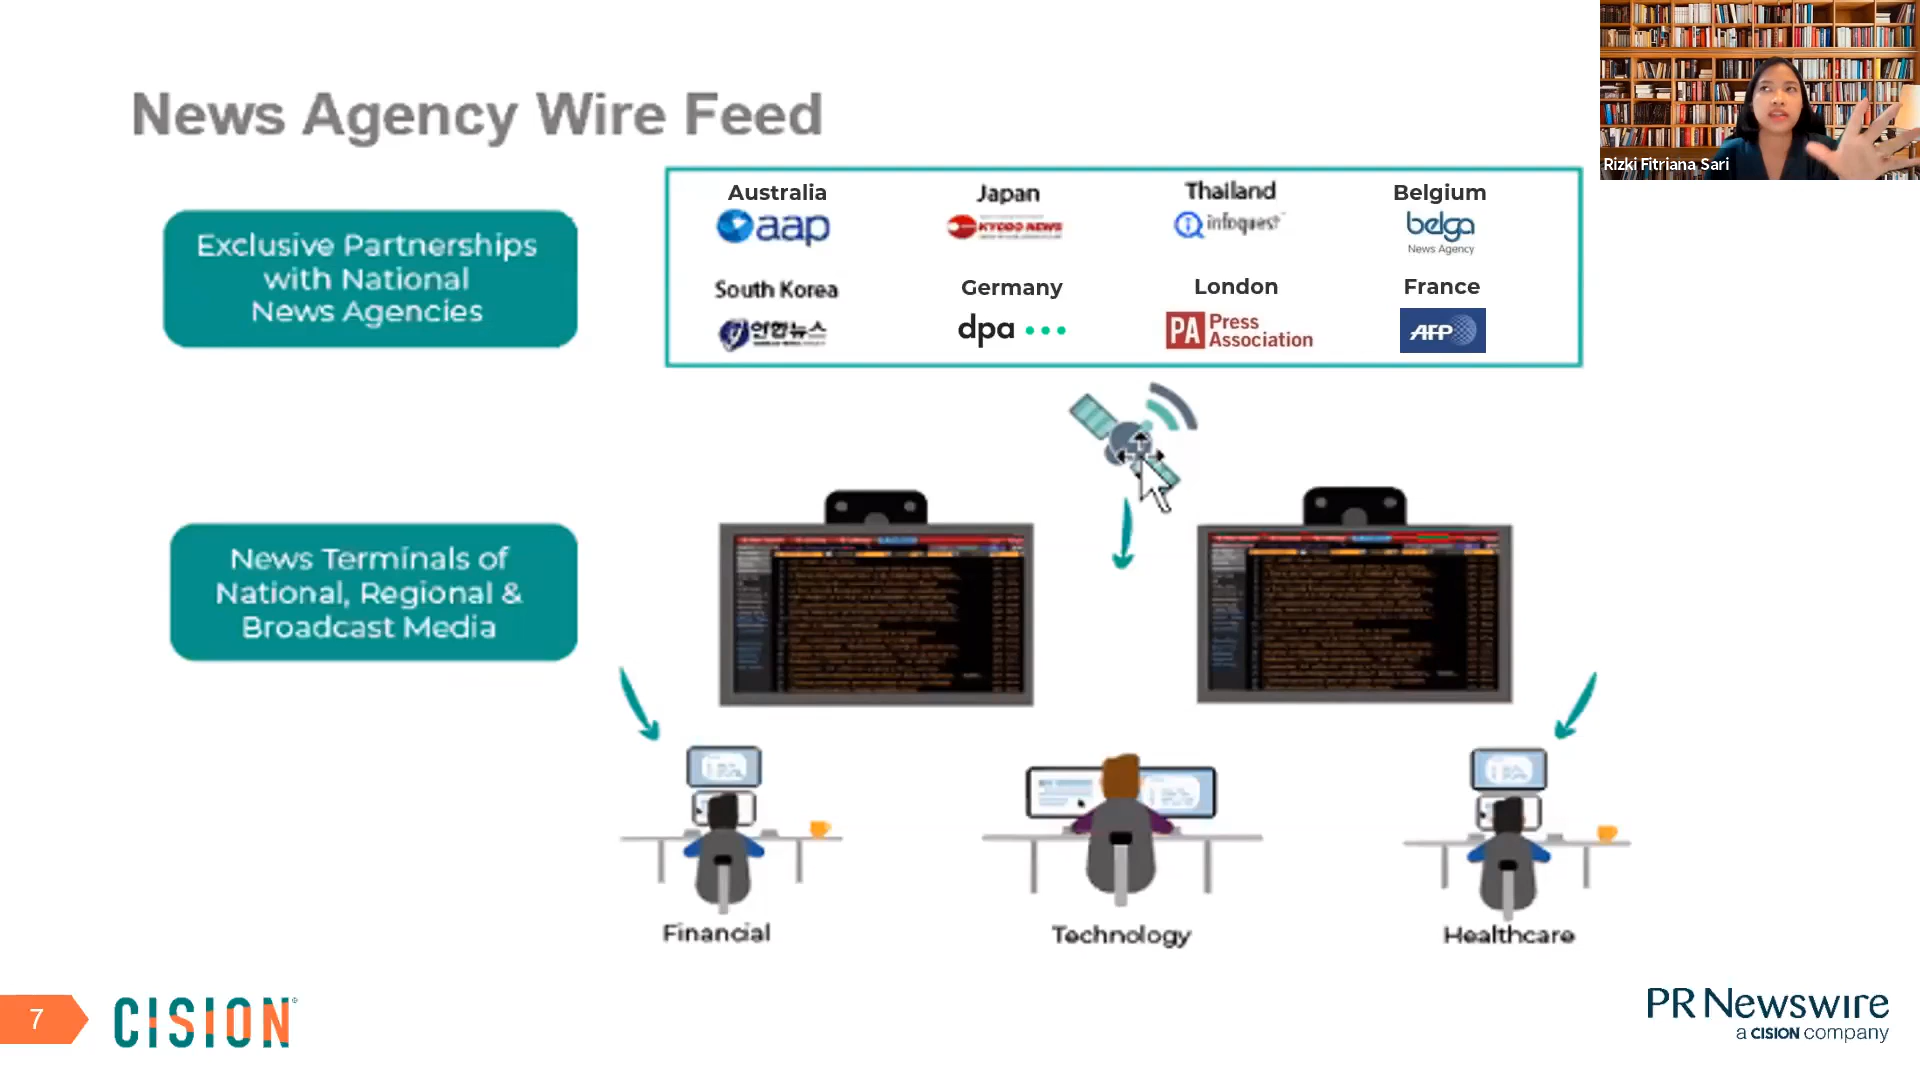 News Agency Wire Feed
Rizki Fitriana Sari
Exclusive Partnerships
with National
News Agencies
Australia
aap
Japan
KYODO NEWS
Thailand
infoquest
Belgium
belga
News Agency
South Korea
연합뉴스
Germany
dpa
London
PA Press
Association
France
AFP
News Terminals of
National, Regional &
Broadcast Media
Financial
Technology
Healthcare
7
CISION®
PR Newswire
a CISION company